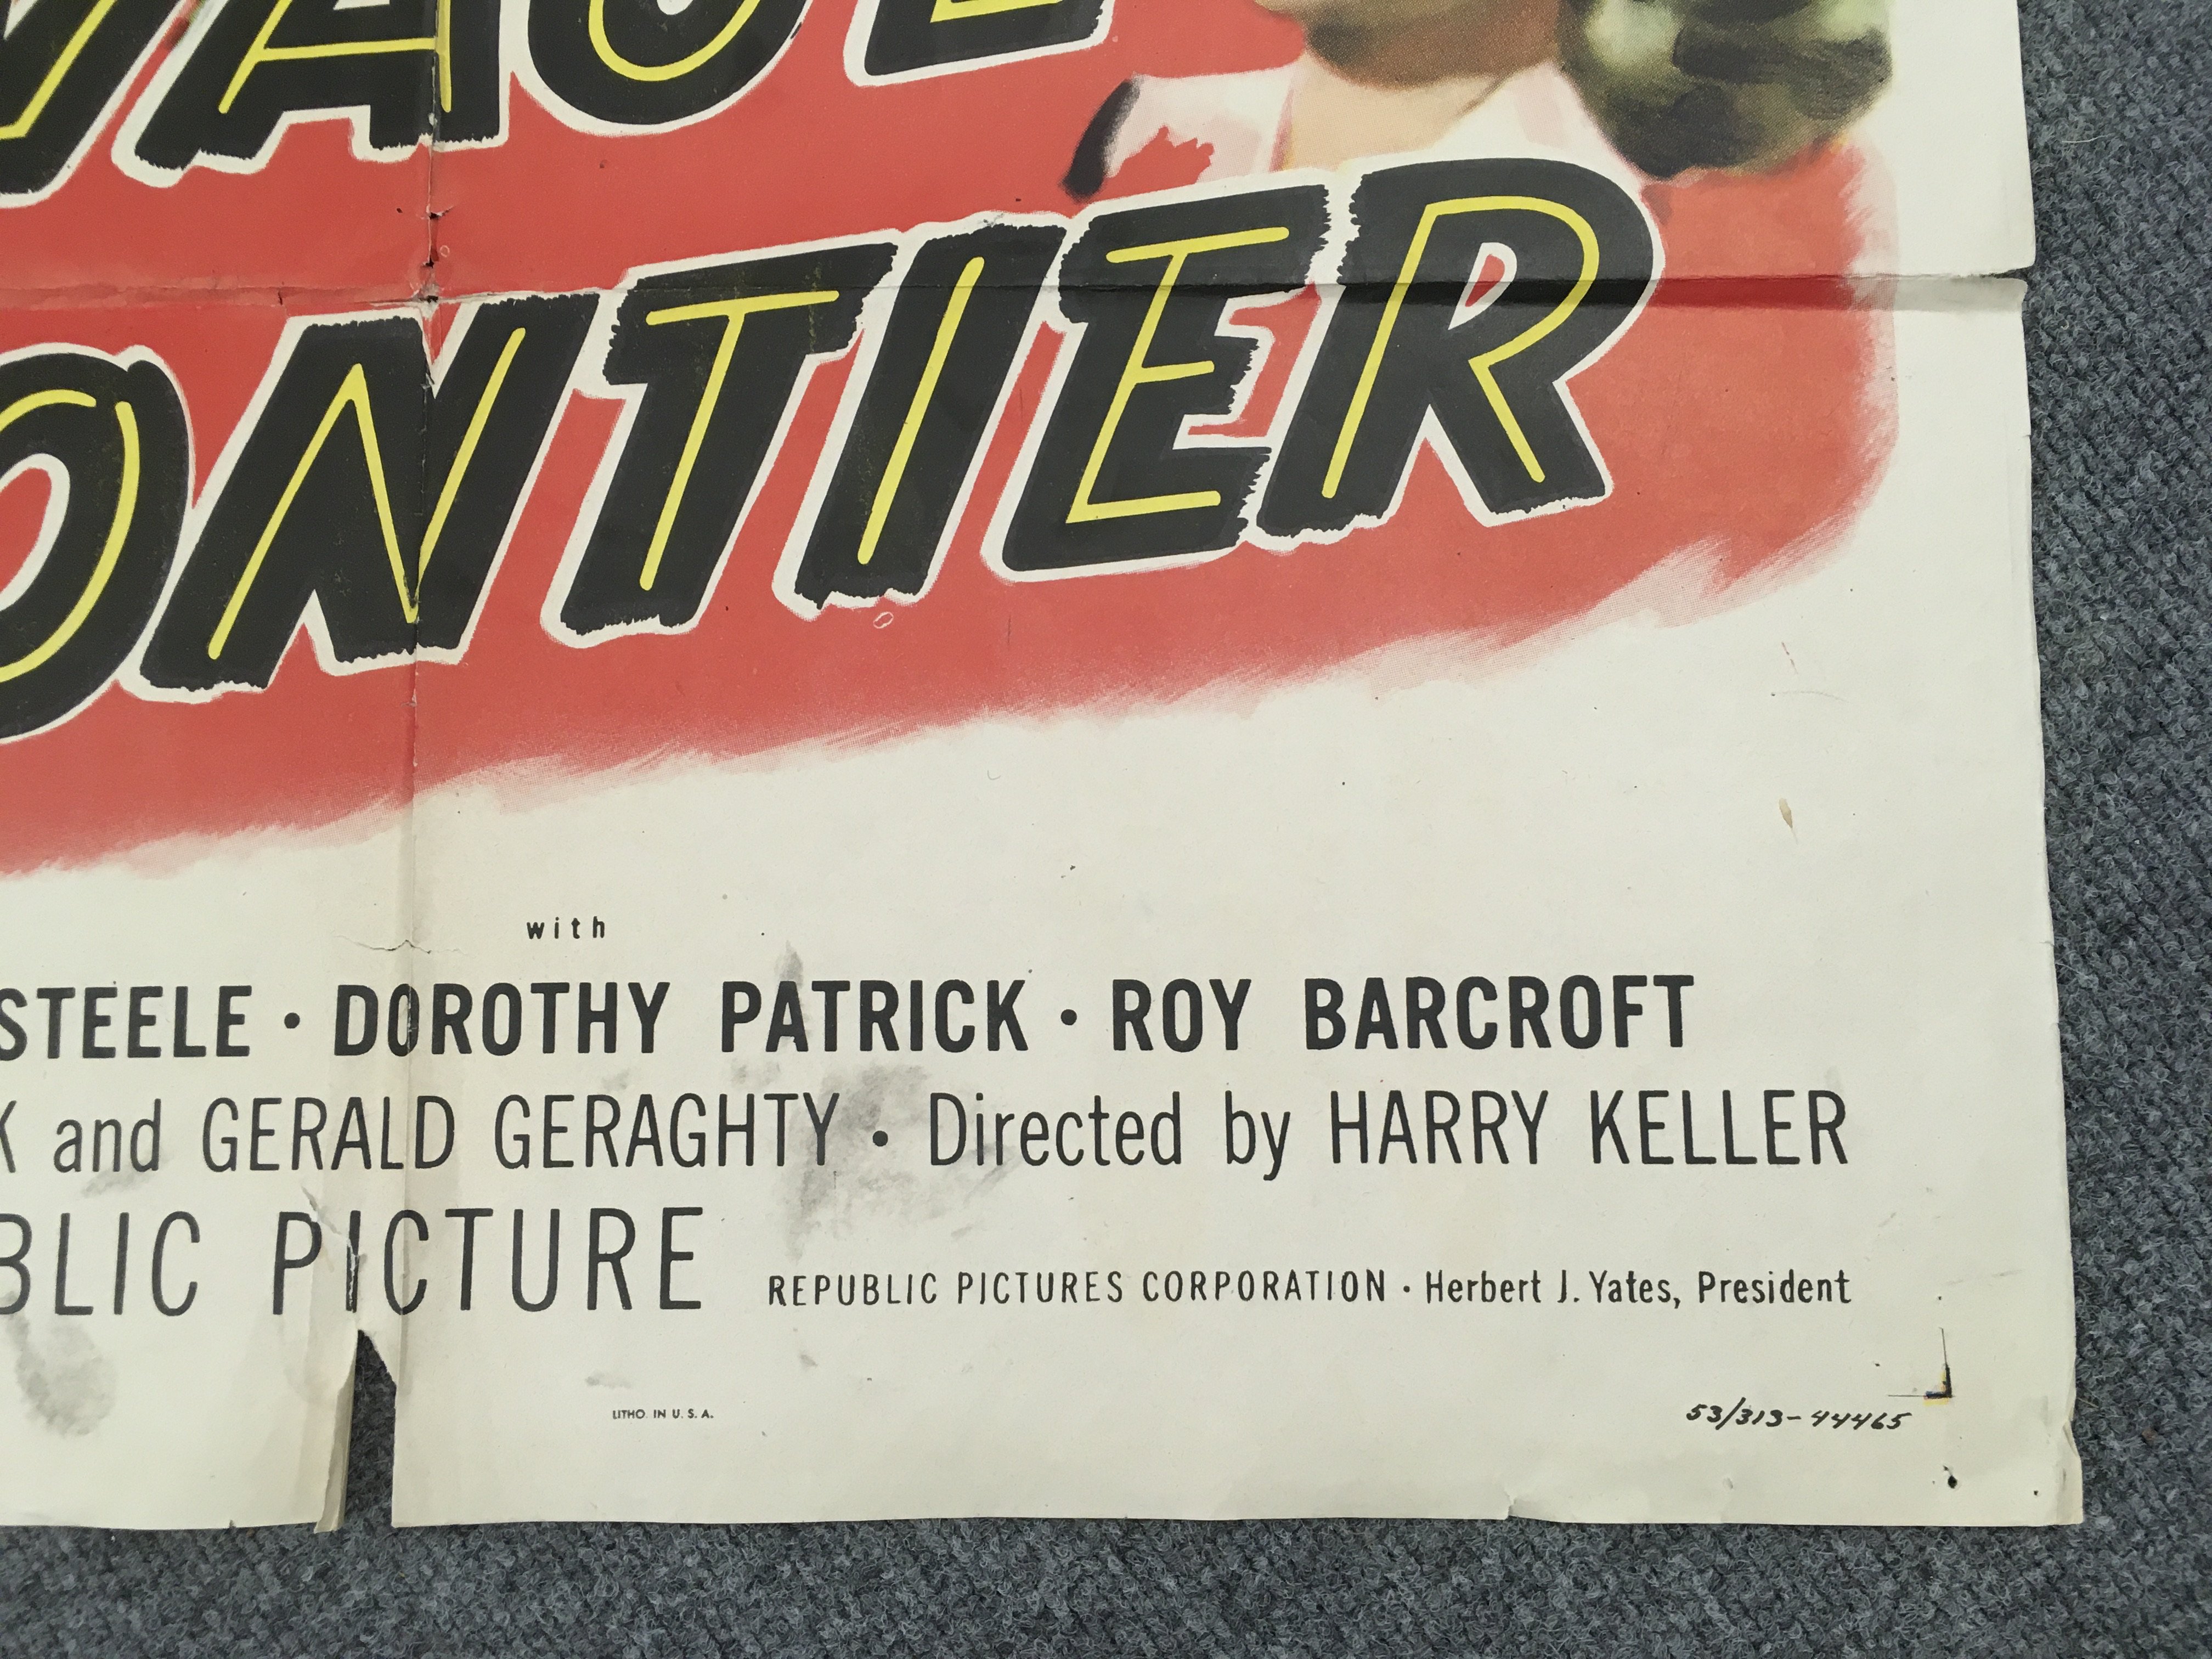 VAGE
ONTIER
with
STEELE · DOROTHY PATRICK · ROY BARCROFT
K and GERALD GERAGHTY · Directed by HARRY KELLER
BLIC PICTURE REPUBLIC PICTURES CORPORATION · Herbert J. Yates, President
LITHO. IN U. S. A.
53/313-44465